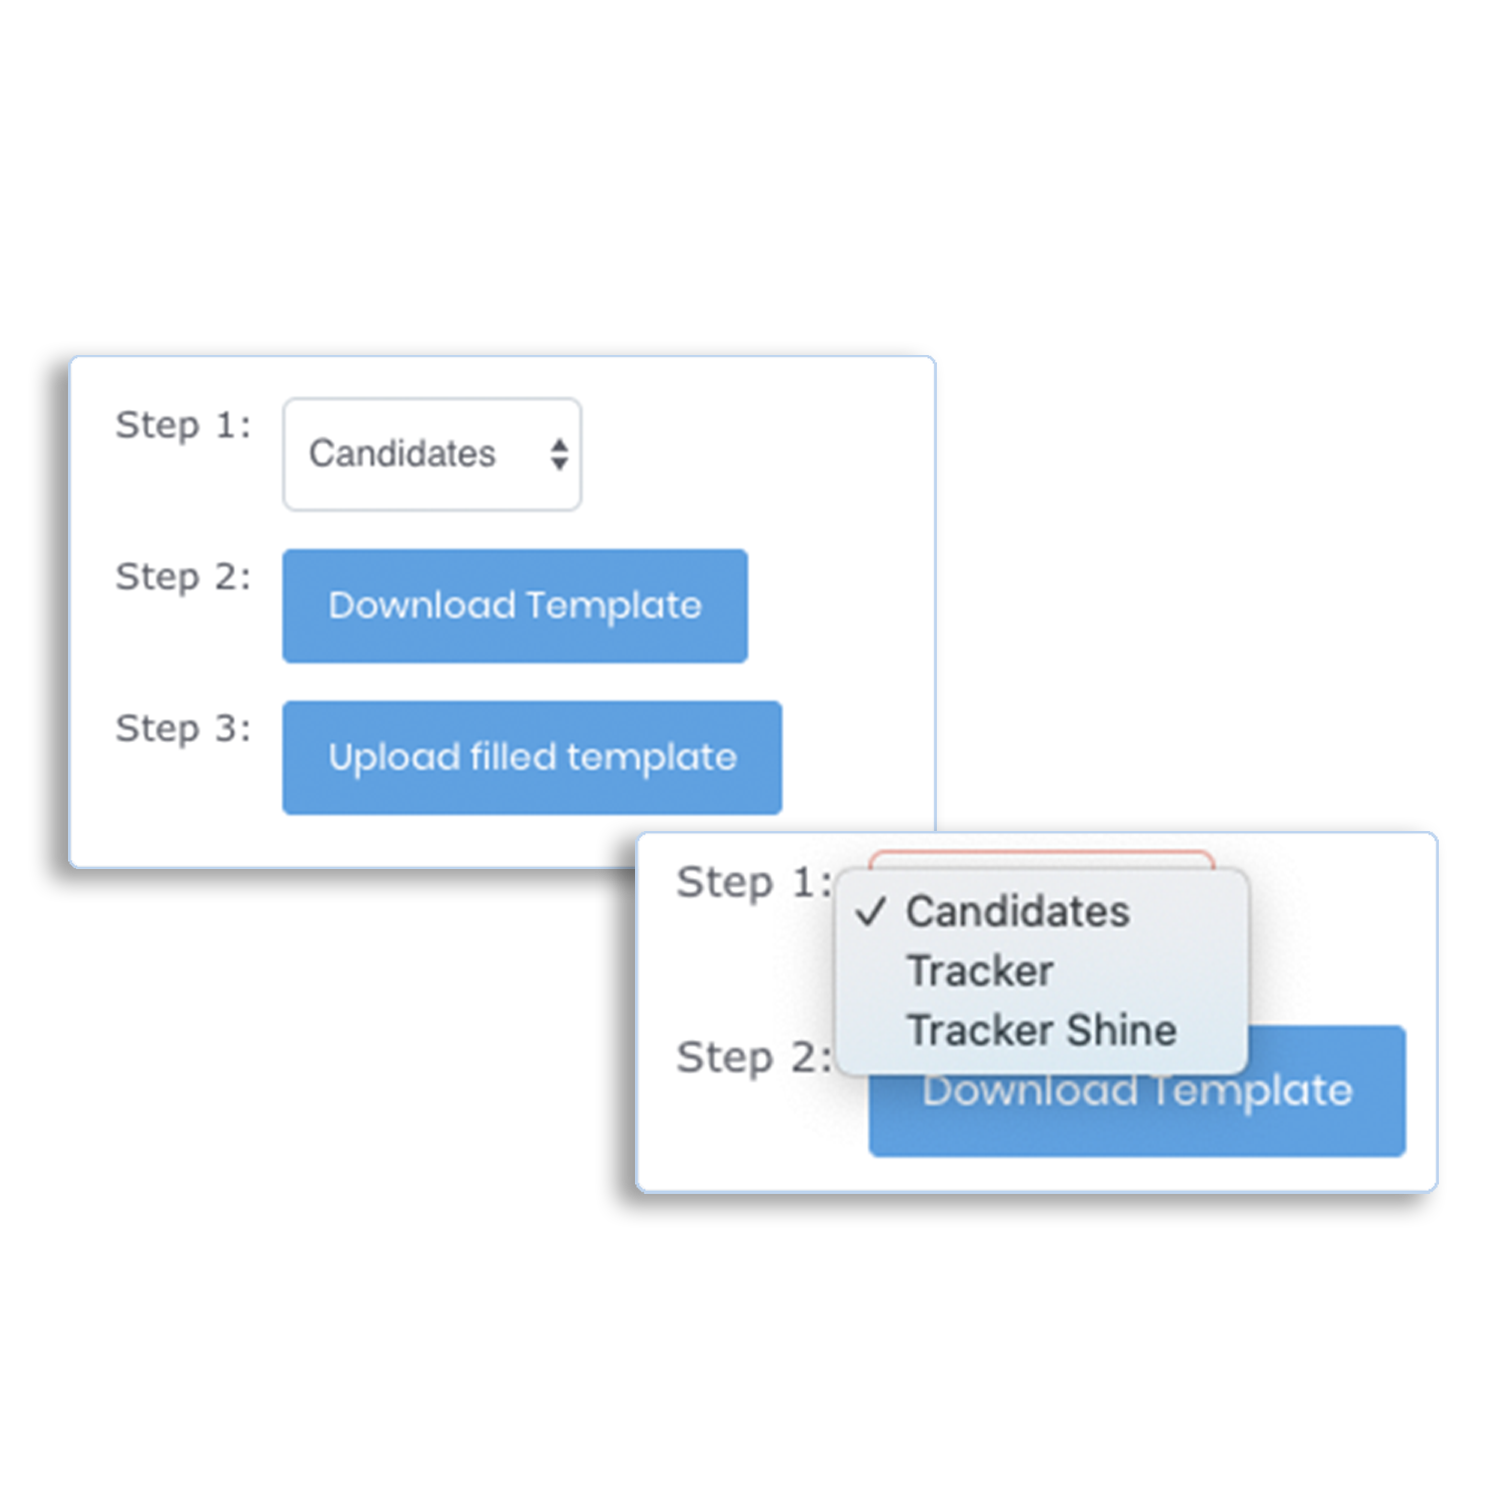 Step 1: Candidates
Step 2: Download Template
Step 3: Upload filled template
Step 1:
✓ Candidates
Tracker
Tracker Shine
Step 2:
Download Template